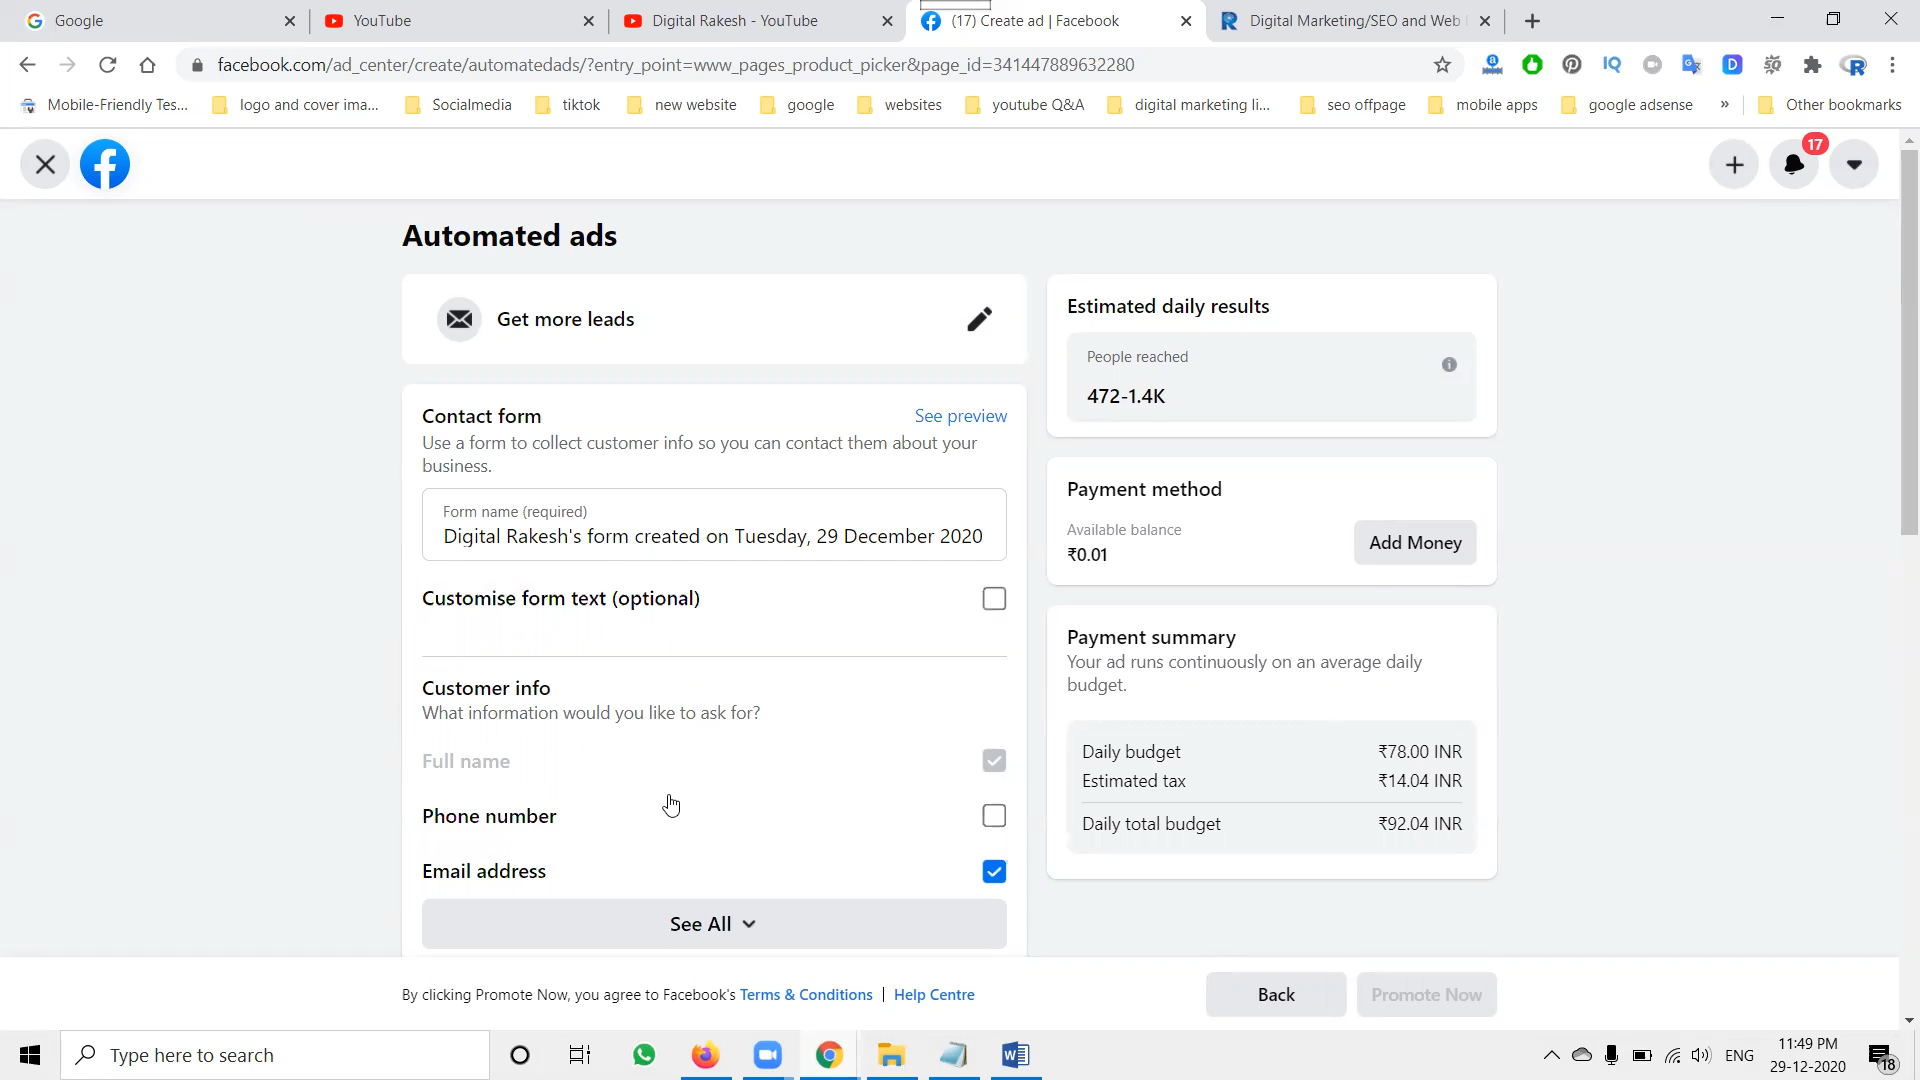 Google
YouTube
Digital Rakesh - YouTube
(17) Create ad | Facebook
Digital Marketing/SEO and Web
facebook.com/ad_center/create/automatedads/?entry_point=www_pages_product_picker&page_id=341447889632280
Mobile-Friendly Tes...
logo and cover ima...
Socialmedia
tiktok
new website
google
websites
youtube Q&A
digital marketing li...
seo offpage
mobile apps
google adsense
»
Other bookmarks
17
Automated ads
Get more leads
Contact form
See preview
Use a form to collect customer info so you can contact them about your
business.
Form name (required)
Digital Rakesh's form created on Tuesday, 29 December 2020
Customise form text (optional)
Customer info
What information would you like to ask for?
Full name
Phone number
Email address
See All
Estimated daily results
People reached
472-1.4K
Payment method
Available balance
₹0.01
Add Money
Payment summary
Your ad runs continuously on an average daily
budget.
Daily budget ₹78.00 INR
Estimated tax ₹14.04 INR
Daily total budget ₹92.04 INR
By clicking Promote Now, you agree to Facebook's Terms & Conditions | Help Centre
Back
Promote Now
Type here to search
ENG
11:49 PM
29-12-2020
18